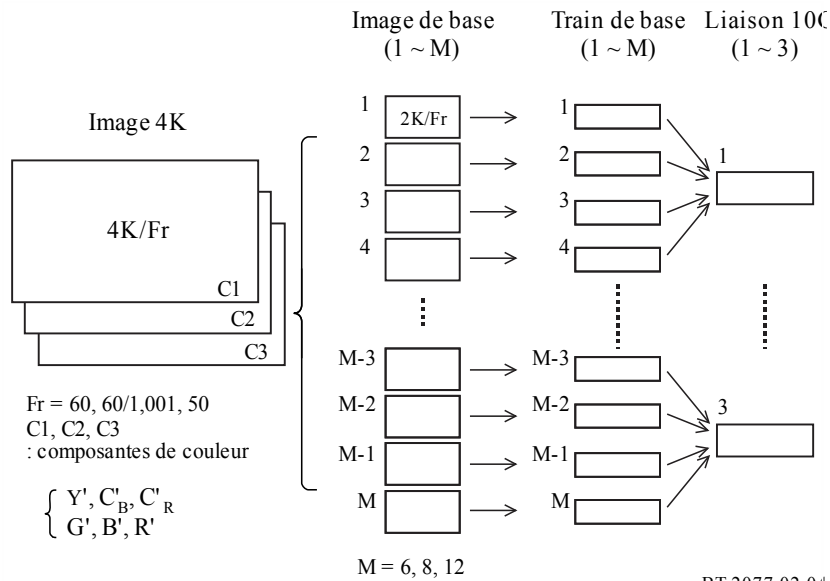 Image de base
(1 ~ M)
Train de base
(1 ~ M)
Liaison 10G
(1 ~ 3)
Image 4K
4K/Fr
C1
C2
C3
Fr = 60, 60/1,001, 50
C1, C2, C3
: composantes de couleur
Y', C'B, C'R
G', B', R'
1
2K/Fr
2
3
4
M-3
M-2
M-1
M
M = 6, 8, 12
1
2
3
4
M-3
M-2
M-1
M
1
3